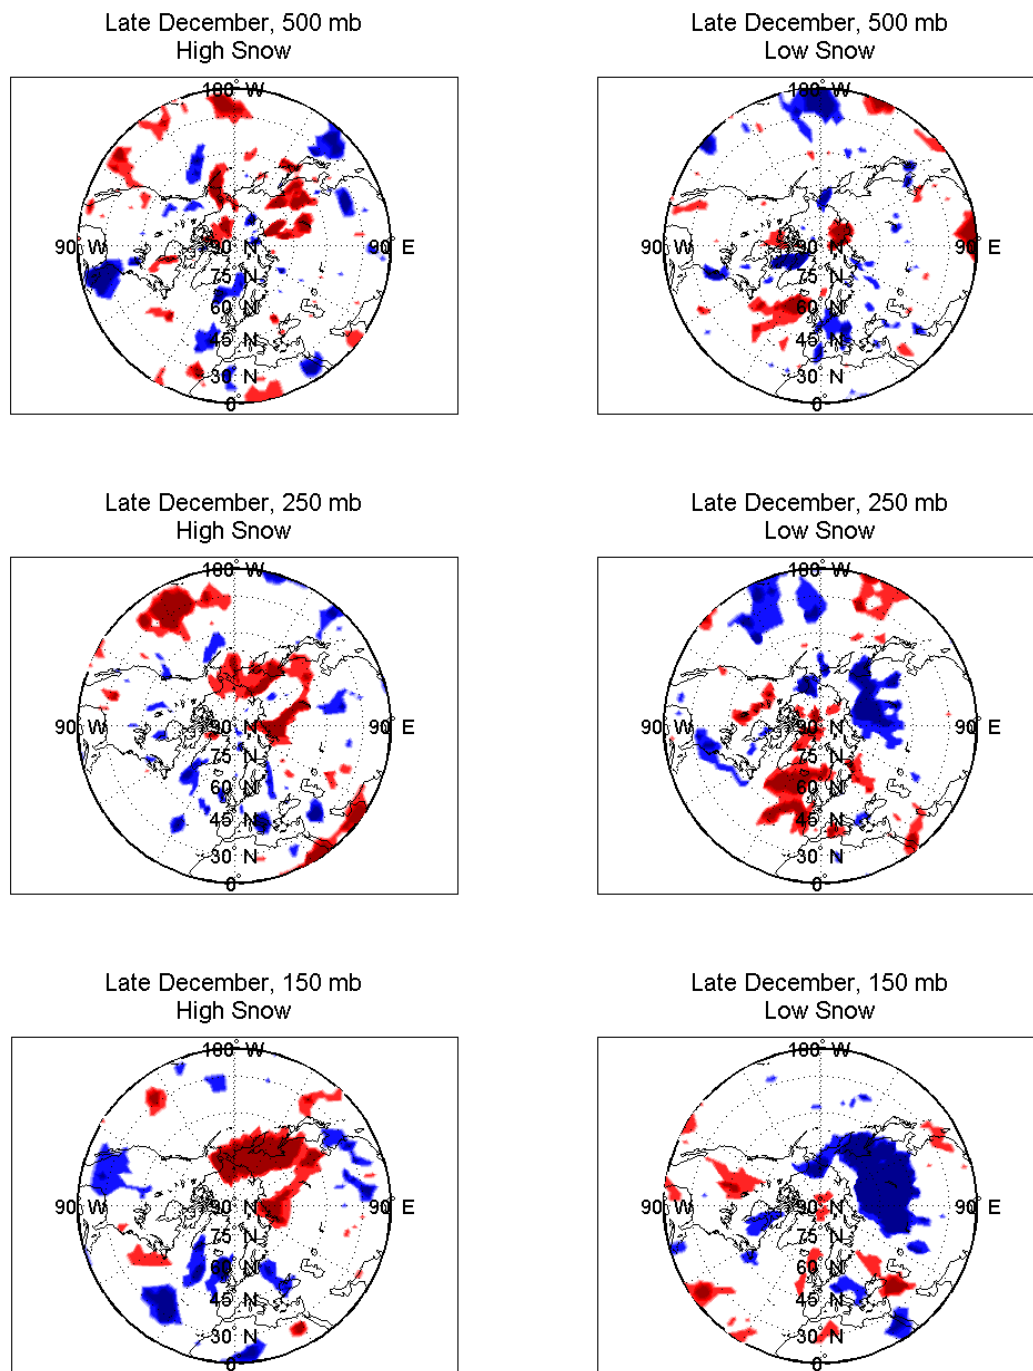 Late December, 500 mb
High Snow
180° W
90° W
90° N
90° E
75
60
45
30 N
0°
Late December, 500 mb
Low Snow
180° W
90° W
90° N
90° E
75 N
60 N
45 N
30 N
0°
Late December, 250 mb
High Snow
180° W
90° W
90° N
90° E
75 N
60 N
45 N
30 N
0°
Late December, 250 mb
Low Snow
180° W
90° W
90° N
90° E
75 N
60 N
45 N
30 N
0°
Late December, 150 mb
High Snow
180° W
90° W
90° N
90° E
75 N
60 N
45 N
30 N
0°
Late December, 150 mb
Low Snow
180° W
90° W
90° N
90° E
75 N
60 N
45 N
30 N
0°